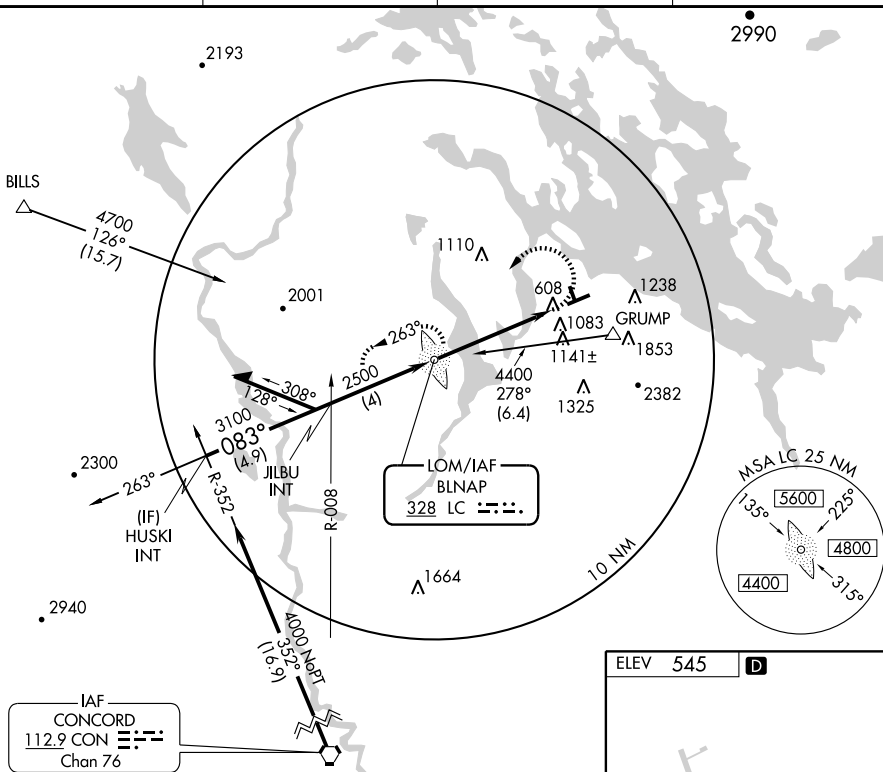 2193
2990
BILLS
4700
126°
(15.7)
2001
1110
608
1238
GRUMP
1083
1141±
1853
4400
278°
(6.4)
1325
2382
263°
2500
(4)
308°
128°
3100
083°
(4.9)
JILBU
INT
2300
263°
(IF)
HUSKI
INT
R-352
R-008
LOM/IAF
BLNAP
328 LC
10 NM
MSA LC 25 NM
135°
5600
225°
4800
4400
315°
1664
2940
4000 NoPT
352°
(16.9)
IAF
CONCORD
112.9 CON
Chan 76
ELEV 545 D